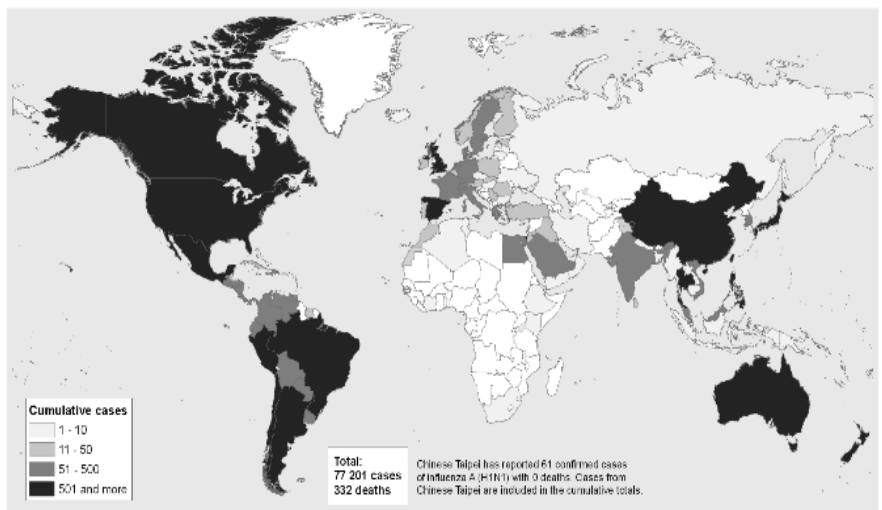 Cumulative cases
1 - 10
11 - 50
51 - 500
501 and more
Total:
77 201 cases
332 deaths
Chinese Taipei has reported 61 confirmed cases
of influenza A (H1N1) with 0 deaths. Cases from
Chinese Taipei are included in the cumulative totals.